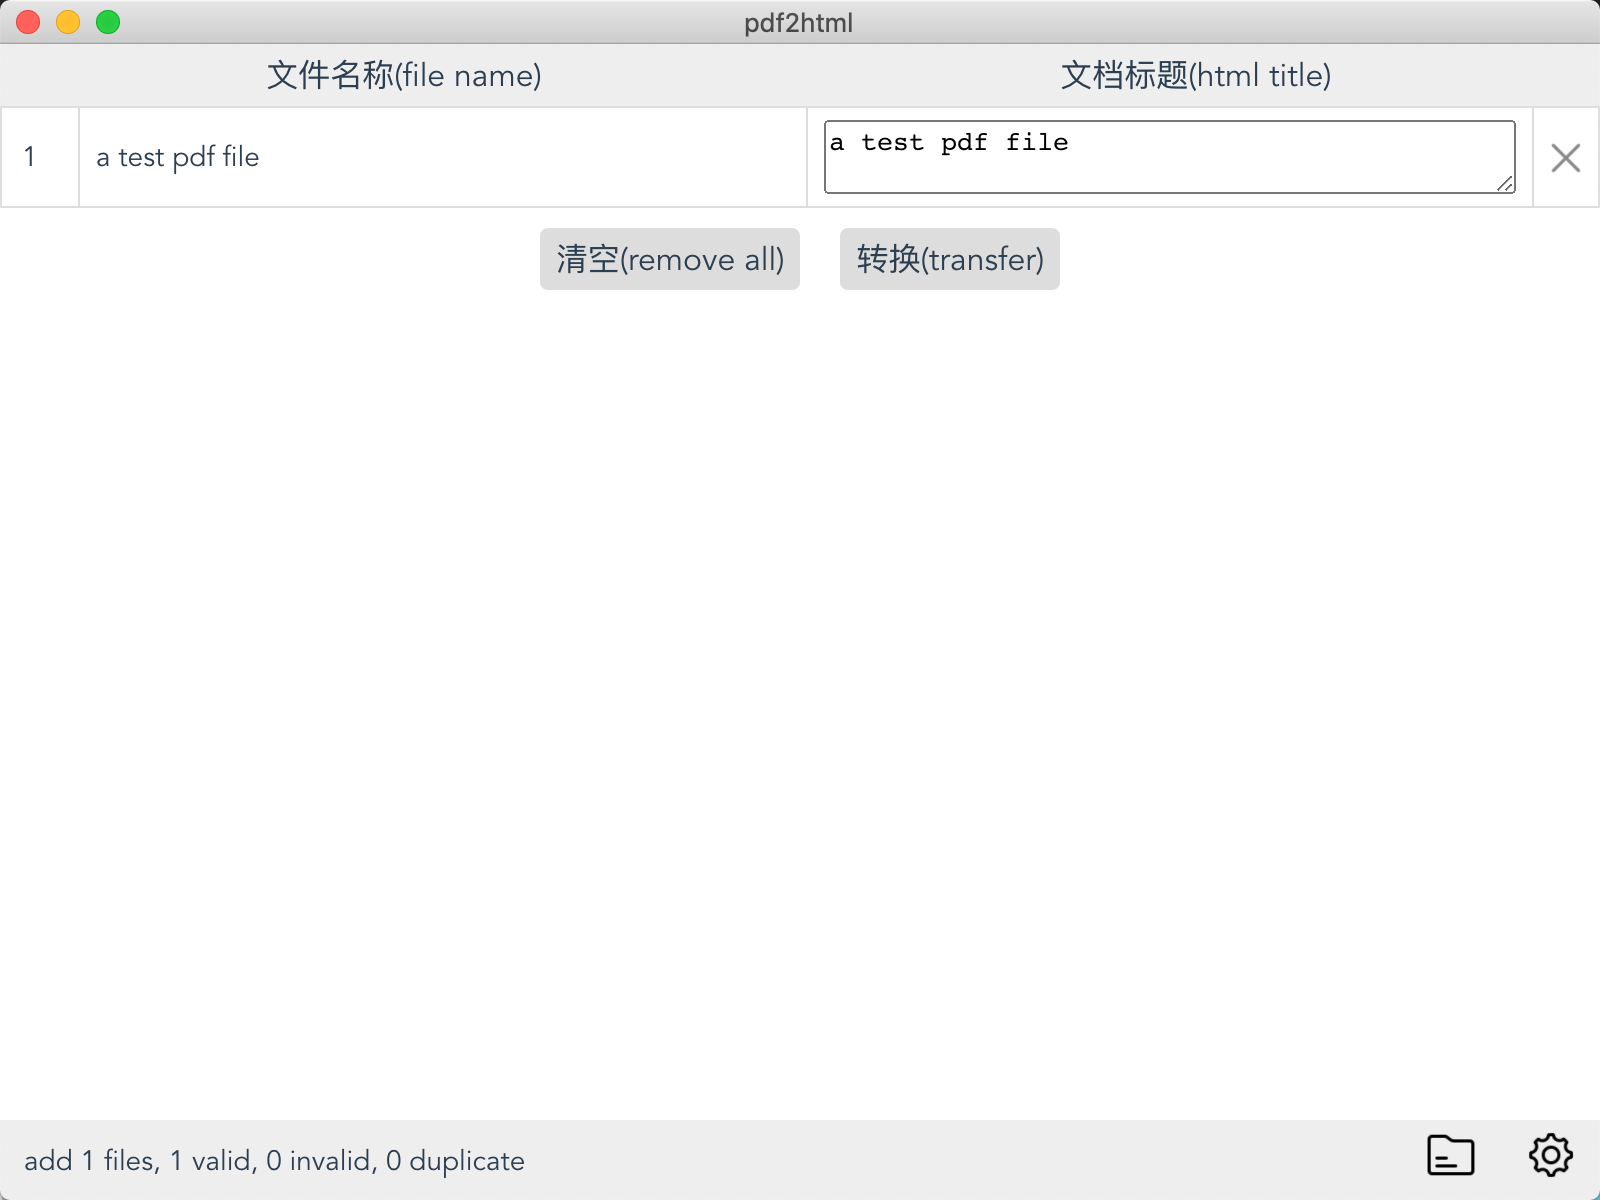 pdf2html
文件名称(file name) 文档标题(html title)
1 a test pdf file a test pdf file
清空(remove all) 转换(transfer)
add 1 files, 1 valid, 0 invalid, 0 duplicate